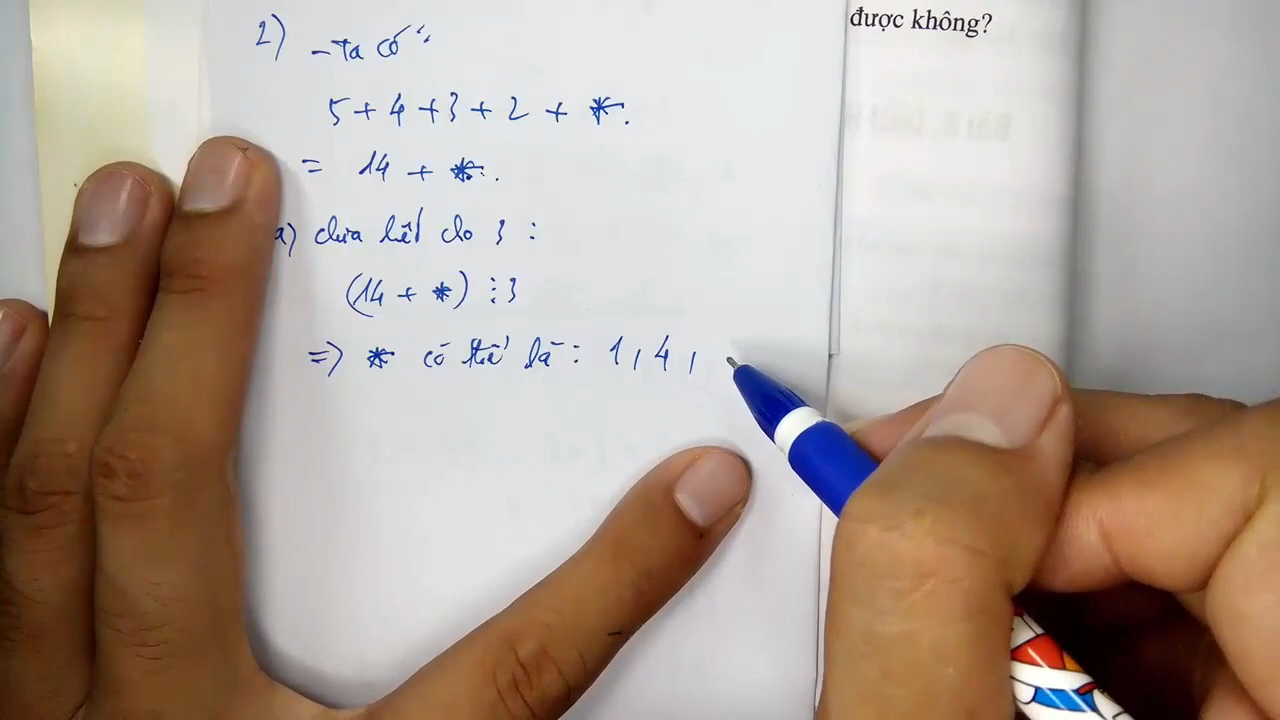 2) - Ta có:
5 + 4 + 3 + 2 + *.
= 14 + *.
a) chia hết cho 3 :
(14 + *) ⋮ 3
=> * có thể là : 1, 4,
được không?